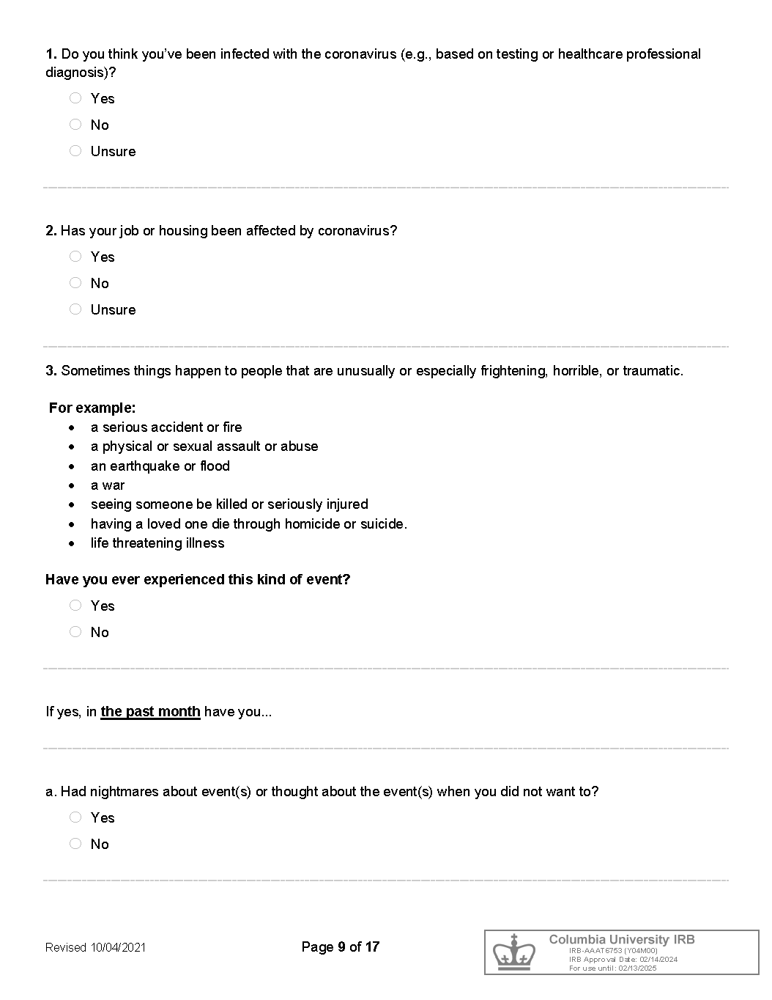 1. Do you think you’ve been infected with the coronavirus (e.g., based on testing or healthcare professional
diagnosis)?
Yes
No
Unsure
2. Has your job or housing been affected by coronavirus?
Yes
No
Unsure
3. Sometimes things happen to people that are unusually or especially frightening, horrible, or traumatic.
For example:
• a serious accident or fire
• a physical or sexual assault or abuse
• an earthquake or flood
• a war
• seeing someone be killed or seriously injured
• having a loved one die through homicide or suicide.
• life threatening illness
Have you ever experienced this kind of event?
Yes
No
If yes, in the past month have you...
a. Had nightmares about event(s) or thought about the event(s) when you did not want to?
Yes
No
Revised 10/04/2021
Page 9 of 17
Columbia University IRB
IRB-AAAT6753 (Y04M00)
IRB Approval Date: 02/14/2024
For use until: 02/13/2025